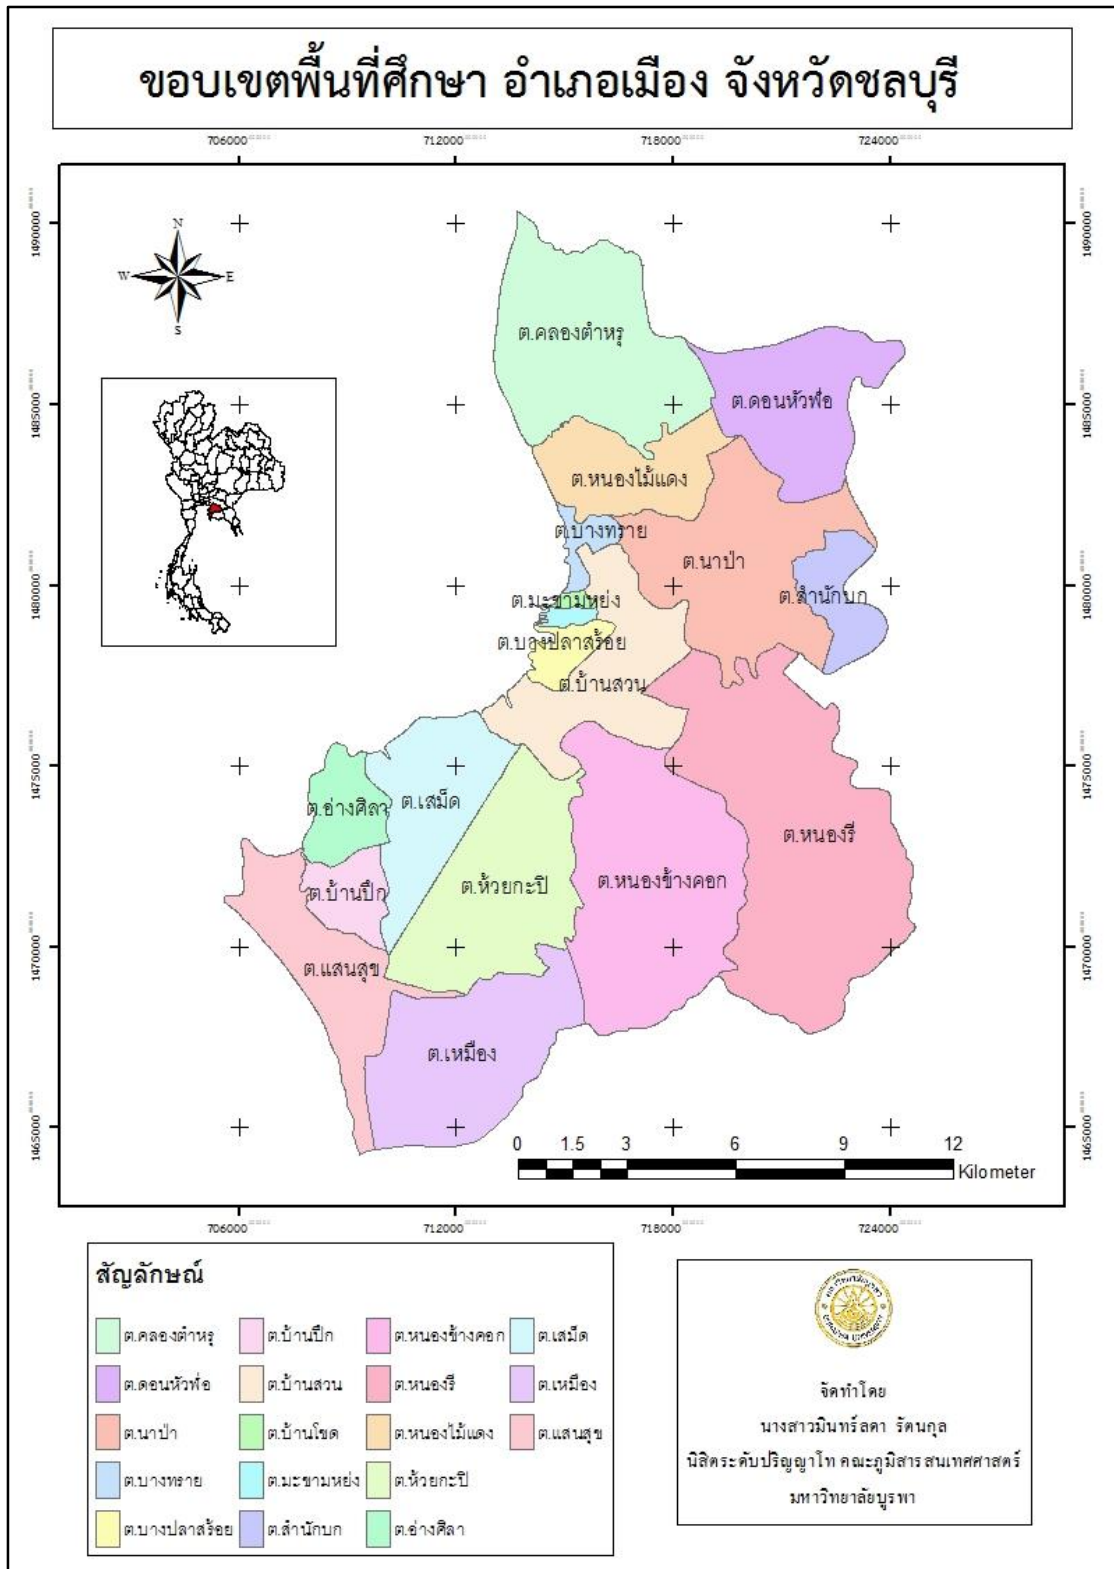 ขอบเขตพื้นที่ศึกษา อำเภอเมือง จังหวัดชลบุรี
706000 712000 718000 724000
1490000 1490000
N
W E
S
ต.คลองตำหรุ
1485000 1485000
ต.ดอนหัวฬ่อ
ต.หนองไม้แดง
ต.บางทราย
ต.นาป่า
1480000 1480000
ต.สำนักบก
ต.มะขามหย่ง
ต.บางปลาสร้อย
ต.บ้านสวน
1475000 1475000
ต.อ่างศิลา
ต.เสม็ด
ต.หนองรี
ต.ห้วยกะปิ
ต.หนองข้างคอก
ต.บ้านปึก
1470000 1470000
ต.แสนสุข
ต.เหมือง
1465000 1465000
0 1.5 3 6 9 12
Kilometer
706000 712000 718000 724000
สัญลักษณ์
ต.คลองตำหรุ ต.บ้านปึก ต.หนองข้างคอก ต.เสม็ด
ต.ดอนหัวฬ่อ ต.บ้านสวน ต.หนองรี ต.เหมือง
ต.นาป่า ต.บ้านโขด ต.หนองไม้แดง ต.แสนสุข
ต.บางทราย ต.มะขามหย่ง ต.ห้วยกะปิ
ต.บางปลาสร้อย ต.สำนักบก ต.อ่างศิลา
จัดทำโดย
นางสาวมินทร์ลดา รัตนกุล
นิสิตระดับปริญญาโท คณะภูมิสารสนเทศศาสตร์
มหาวิทยาลัยบูรพา